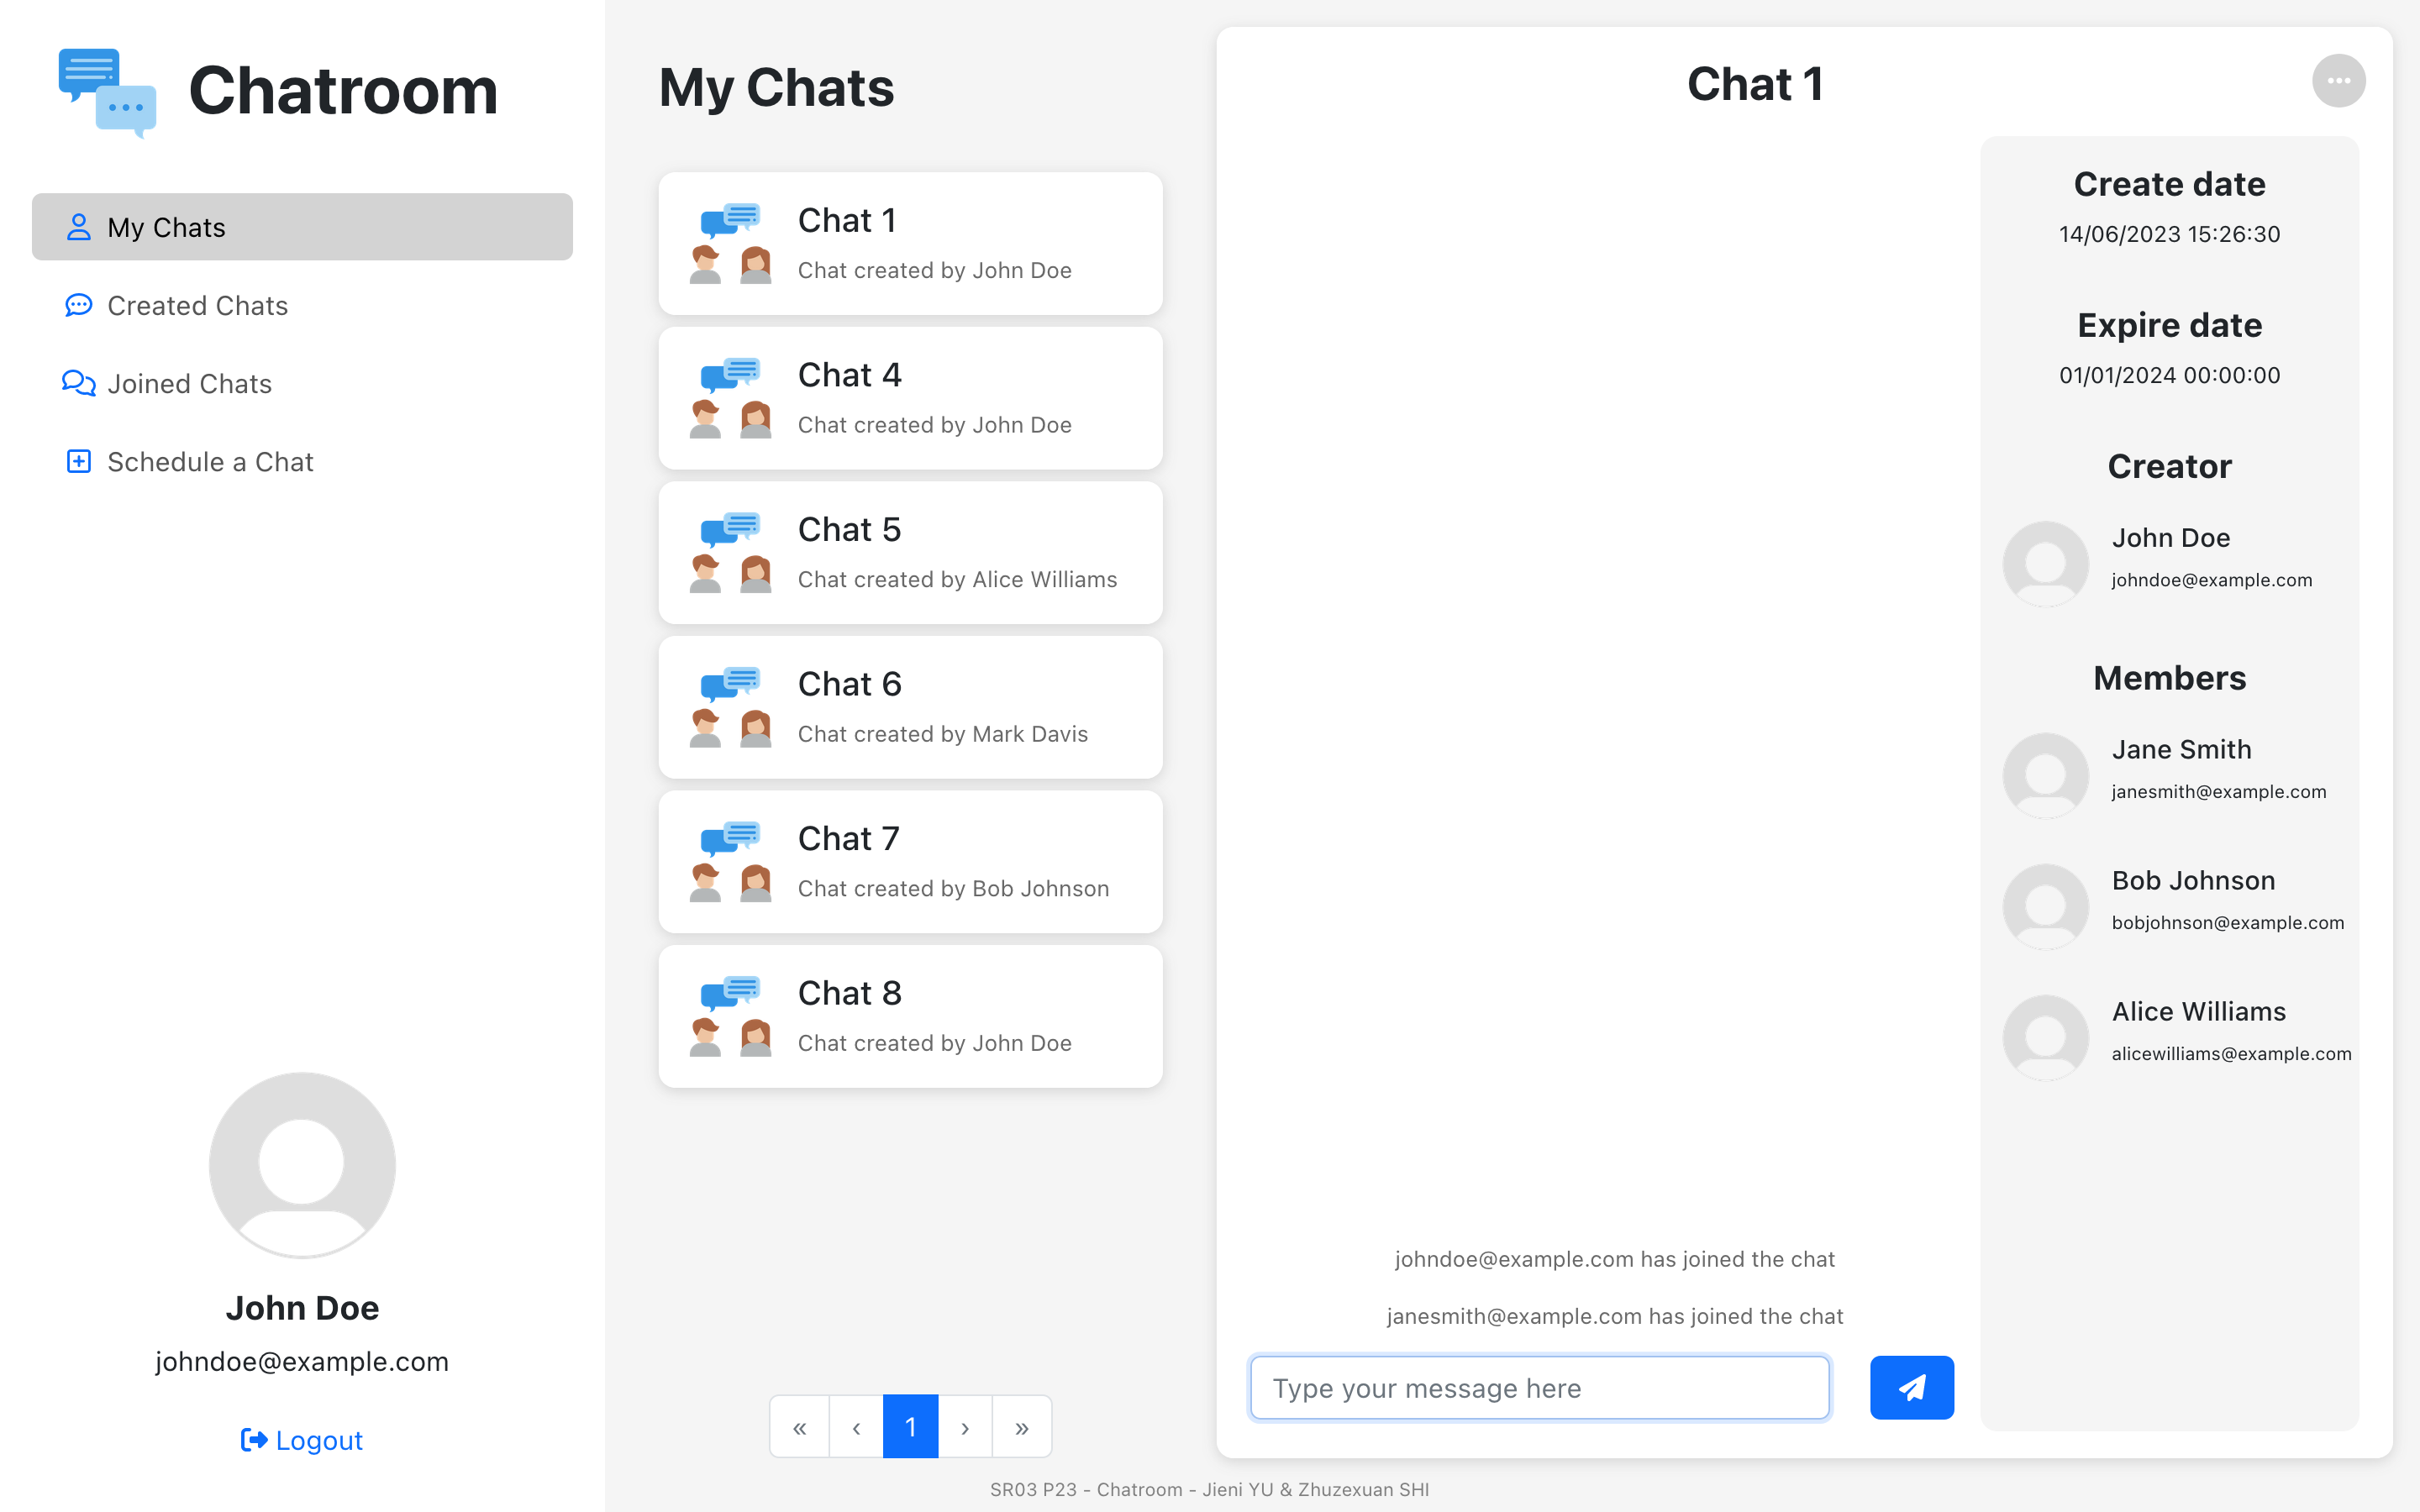 Chatroom
My Chats
Created Chats
Joined Chats
Schedule a Chat
John Doe
johndoe@example.com
Logout
My Chats
Chat 1
Chat created by John Doe
Chat 4
Chat created by John Doe
Chat 5
Chat created by Alice Williams
Chat 6
Chat created by Mark Davis
Chat 7
Chat created by Bob Johnson
Chat 8
Chat created by John Doe
« ‹ 1 › »
Chat 1
johndoe@example.com has joined the chat
janesmith@example.com has joined the chat
Type your message here
Create date
14/06/2023 15:26:30
Expire date
01/01/2024 00:00:00
Creator
John Doe
johndoe@example.com
Members
Jane Smith
janesmith@example.com
Bob Johnson
bobjohnson@example.com
Alice Williams
alicewilliams@example.com
SR03 P23 - Chatroom - Jieni YU & Zhuzexuan SHI